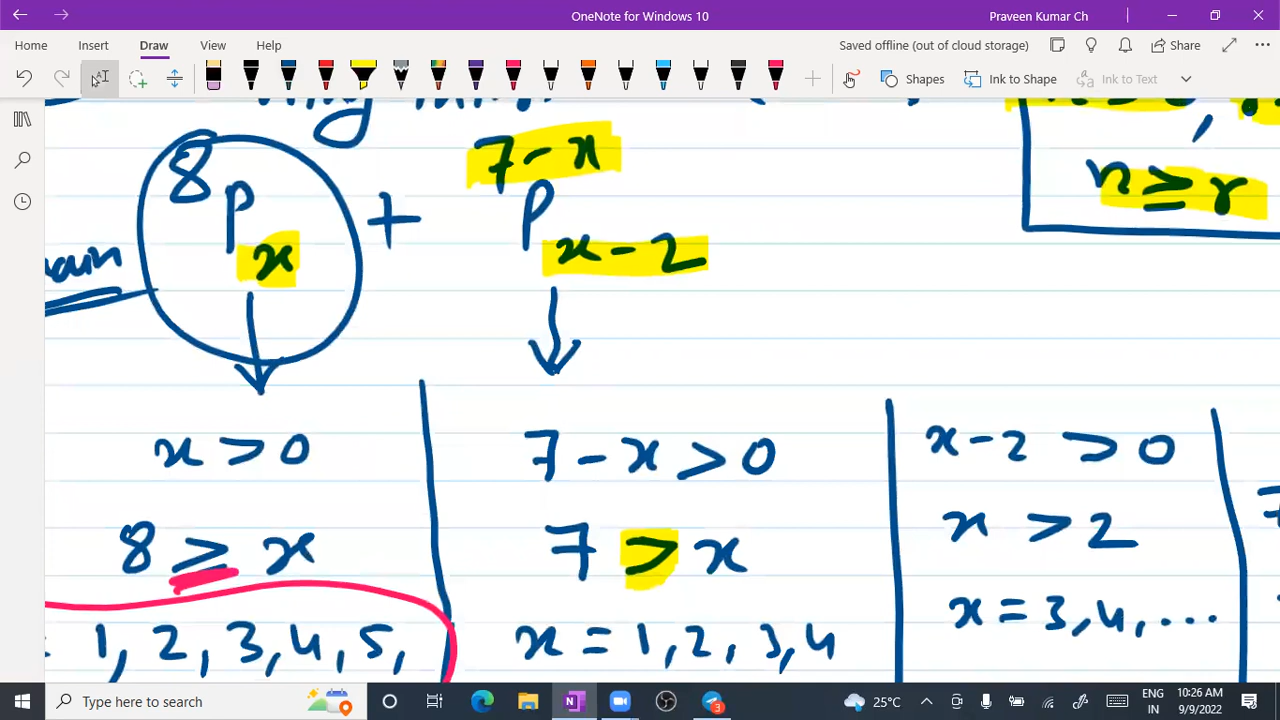 OneNote for Windows 10
Praveen Kumar Ch
Home Insert Draw View Help
Saved offline (out of cloud storage) Share
Shapes Ink to Shape Ink to Text
8 P x + 7-x P x-2
n ≥ r
x > 0
8 ≥ x
1, 2, 3, 4, 5,
7 - x > 0
7 > x
x = 1, 2, 3, 4
x - 2 > 0
x > 2
x = 3, 4, ...
Type here to search
3
25°C
ENG
IN
10:26 AM
9/9/2022